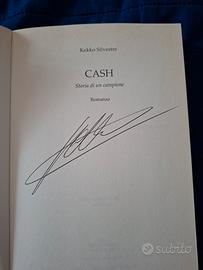 Kekko Silvestre
CASH
Storia di un campione
Romanzo
subito